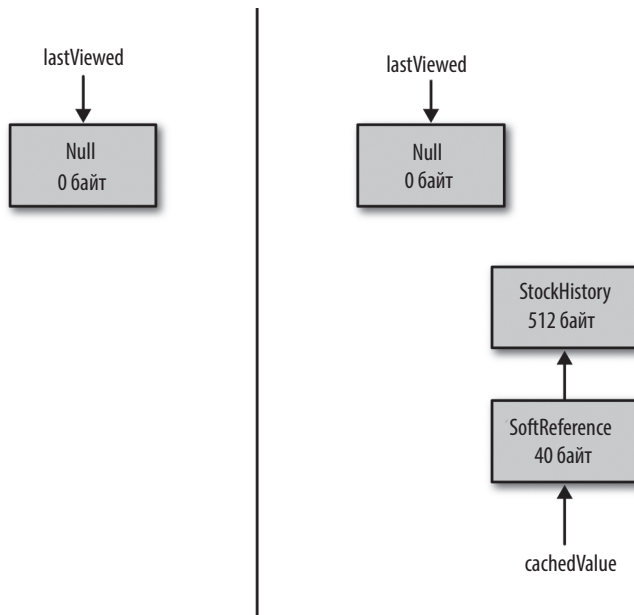 lastViewed
Null
0 байт
lastViewed
Null
0 байт
StockHistory
512 байт
SoftReference
40 байт
cachedValue